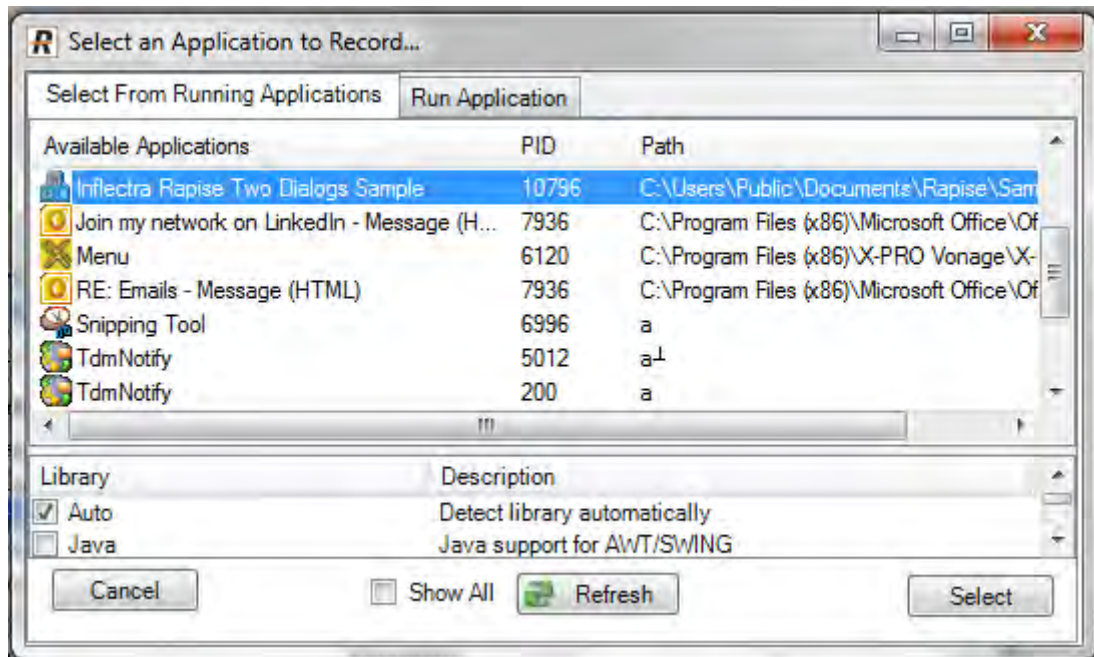 R Select an Application to Record...
Select From Running Applications Run Application
Available Applications PID Path
Inflectra Rapise Two Dialogs Sample 10796 C:\Users\Public\Documents\Rapise\Sam
Join my network on LinkedIn - Message (H... 7936 C:\Program Files (x86)\Microsoft Office\Of
Menu 6120 C:\Program Files (x86)\X-PRO Vonage\X-
RE: Emails - Message (HTML) 7936 C:\Program Files (x86)\Microsoft Office\Of
Snipping Tool 6996 a
TdmNotify 5012 a┴
TdmNotify 200 a
Library Description
Auto Detect library automatically
Java Java support for AWT/SWING
Cancel Show All Refresh Select